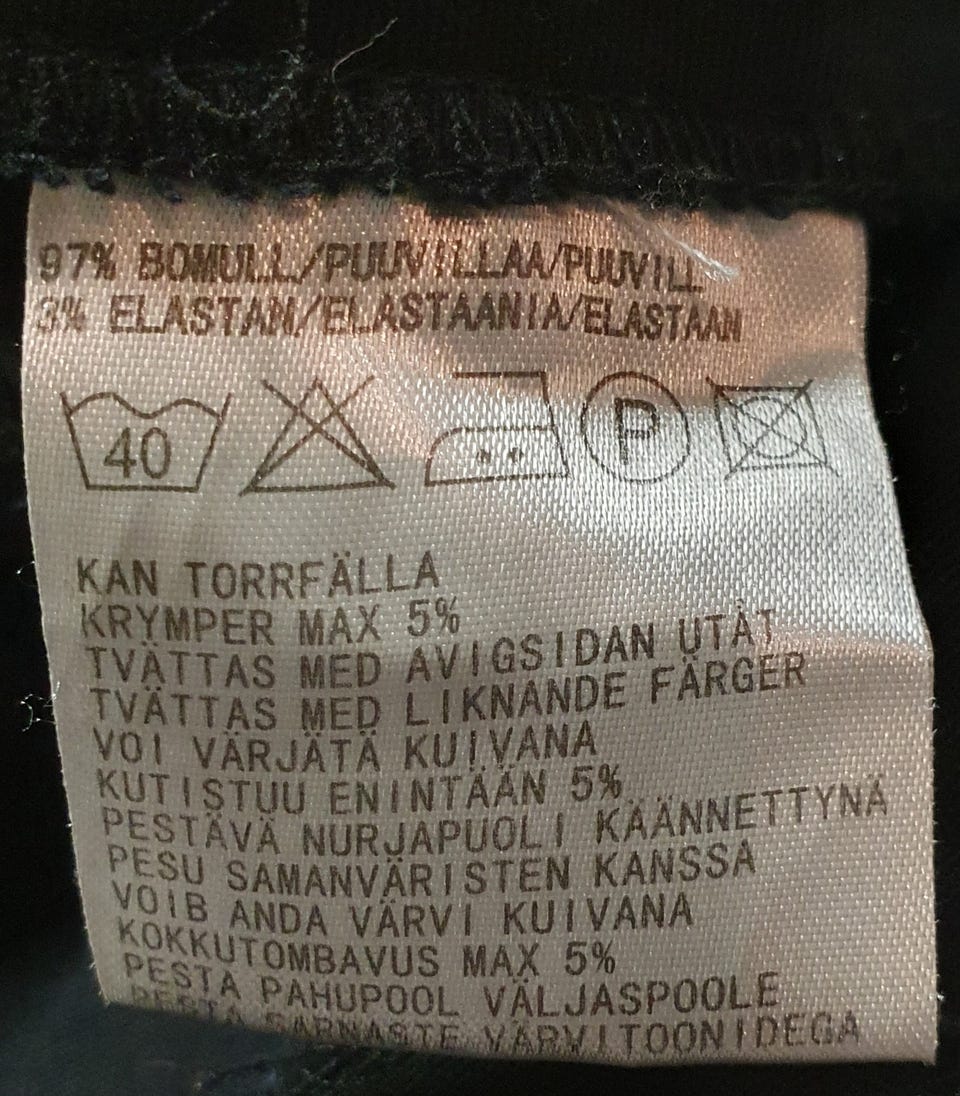 97% BOMULL/PUUVILLAA/PUUVILL
3% ELASTAN/ELASTAANIA/ELASTAAN
40 P
KAN TORRFÄLLA
KRYMPER MAX 5%
TVÄTTAS MED AVIGSIDAN UTÅT
TVÄTTAS MED LIKNANDE FÄRGER
VOI VÄRJÄTÄ KUIVANA
KUTISTUU ENINTÄÄN 5%
PESTÄVÄ NURJAPUOLI KÄÄNNETTYNÄ
PESU SAMANVÄRISTEN KANSSA
VOIB ANDA VÄRVI KUIVANA
KOKKUTOMBAVUS MAX 5%
PESTA PAHUPOOL VÄLJASPOOLE
PESTA SARNASTE VÄRVITOONIDEGA